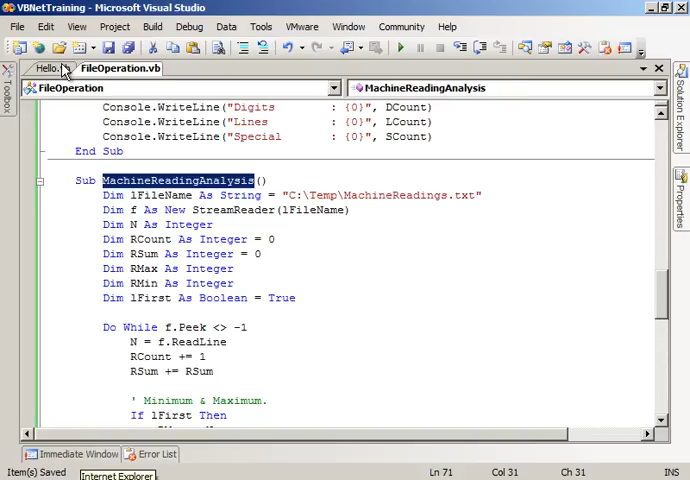 VBNetTraining - Microsoft Visual Studio
File Edit View Project Build Debug Data Tools VMware Window Community Help
Hello.vb FileOperation.vb
FileOperation MachineReadingAnalysis
Console.WriteLine("Digits : {0}", DCount)
Console.WriteLine("Lines : {0}", LCount)
Console.WriteLine("Special : {0}", SCount)
End Sub
Sub MachineReadingAnalysis()
Dim lFileName As String = "C:\Temp\MachineReadings.txt"
Dim f As New StreamReader(lFileName)
Dim N As Integer
Dim RCount As Integer = 0
Dim RSum As Integer = 0
Dim RMax As Integer
Dim RMin As Integer
Dim lFirst As Boolean = True
Do While f.Peek <> -1
N = f.ReadLine
RCount += 1
RSum += RSum
' Minimum & Maximum.
If lFirst Then
Toolbox
Solution Explorer
Properties
Immediate Window Error List
Item(s) Saved Ln 71 Col 31 Ch 31 INS
Internet Explorer